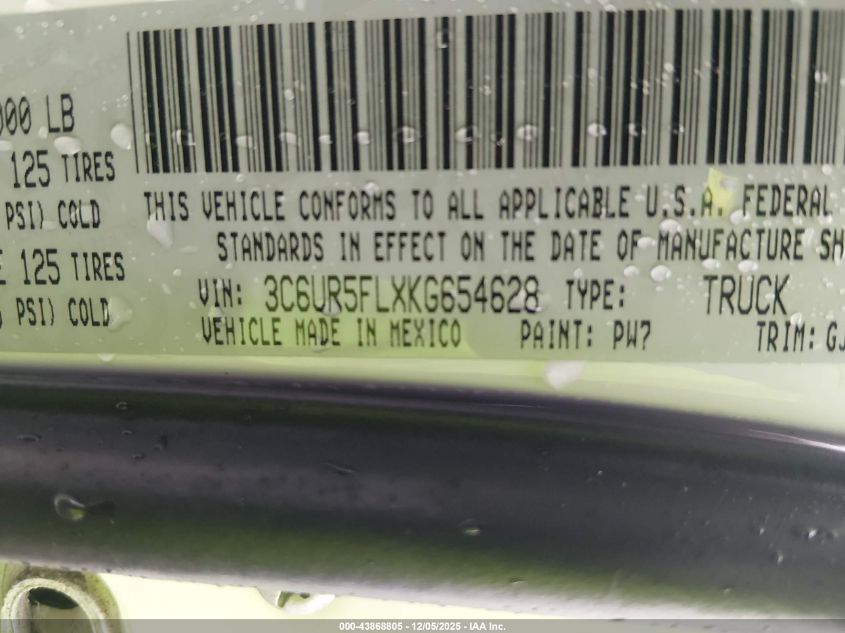 000 LB
125 TIRES
PSI) COLD
E 125 TIRES
) PSI) COLD
THIS VEHICLE CONFORMS TO ALL APPLICABLE U.S.A. FEDERAL
STANDARDS IN EFFECT ON THE DATE OF MANUFACTURE SH
VIN: 3C6UR5FLXKG654628 TYPE: TRUCK
VEHICLE MADE IN MEXICO PAINT: PW7 TRIM: GJ
000-43868805 - 12/05/2025 - IAA Inc.